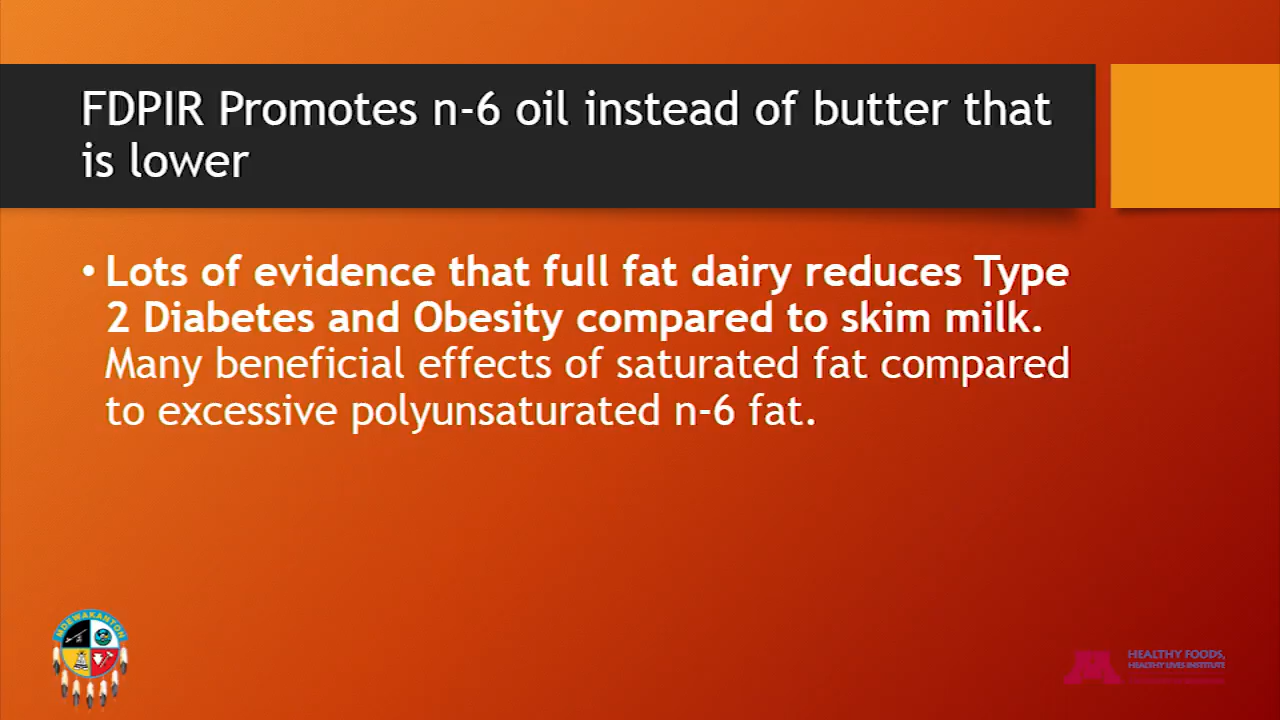 FDPIR Promotes n-6 oil instead of butter that
is lower
• Lots of evidence that full fat dairy reduces Type
2 Diabetes and Obesity compared to skim milk.
Many beneficial effects of saturated fat compared
to excessive polyunsaturated n-6 fat.
MDEWAKANTON
HEALTHY FOODS,
HEALTHY LIVES INSTITUTE